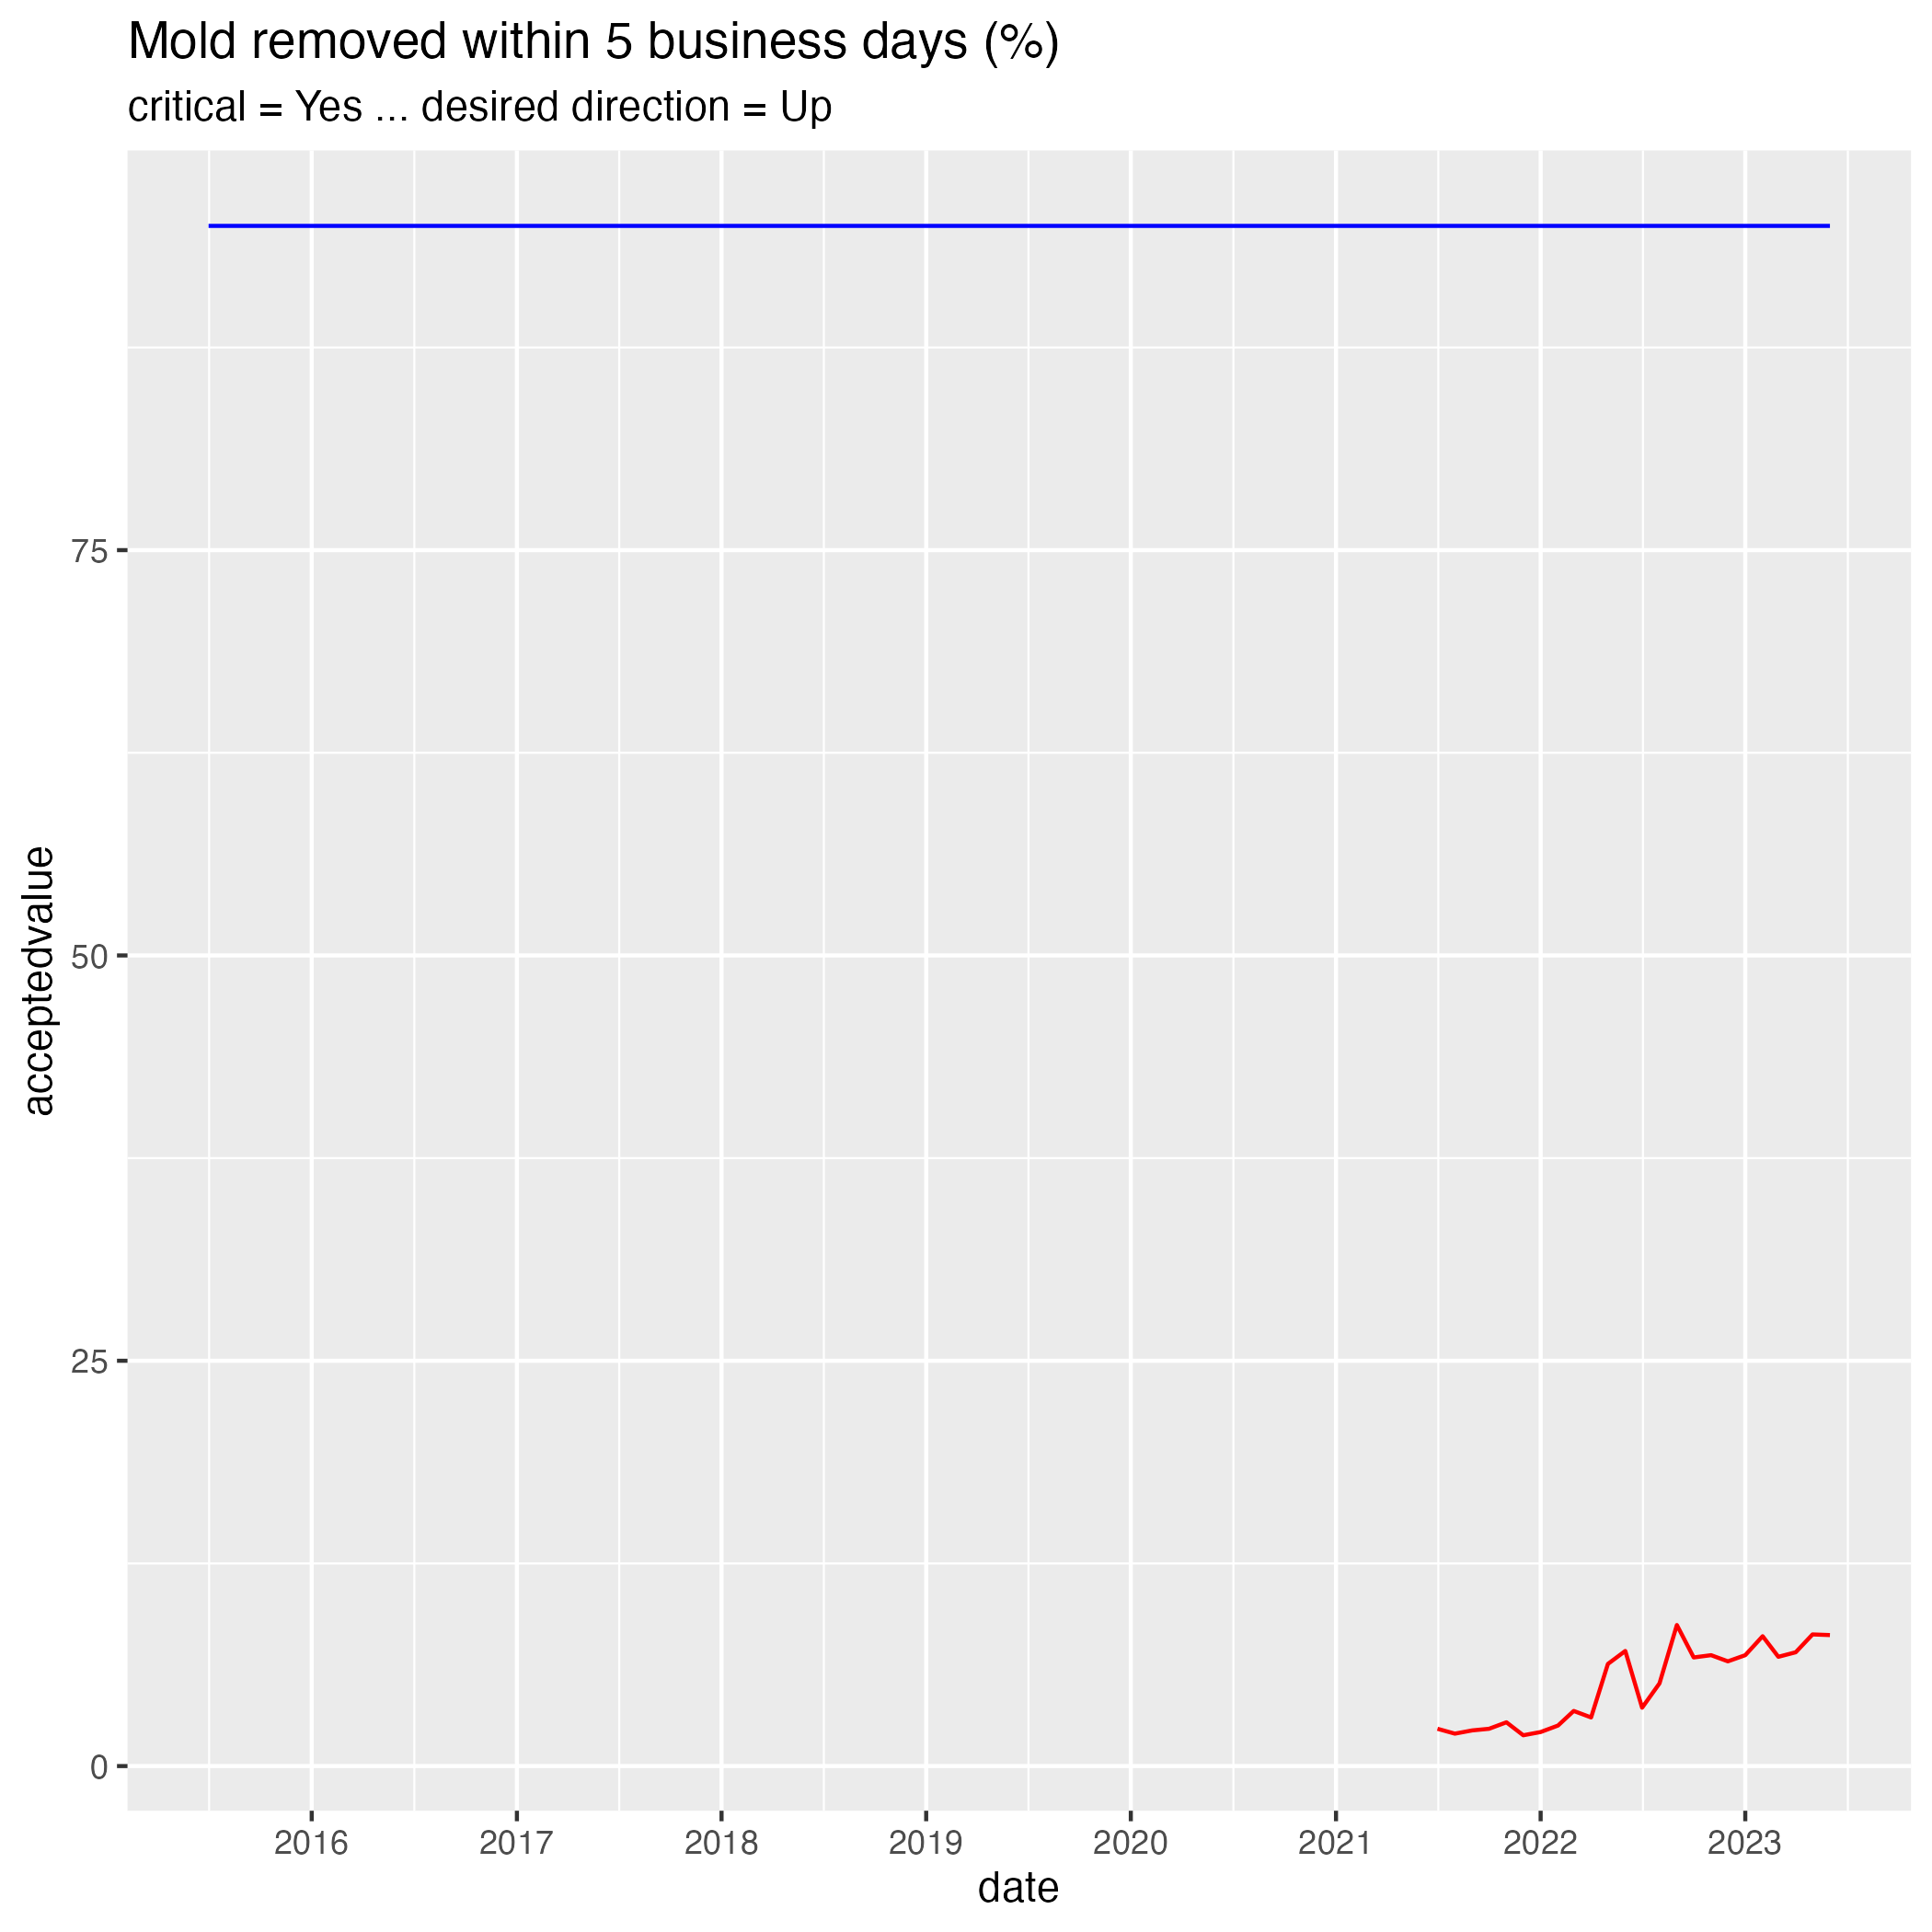 Mold removed within 5 business days (%)
critical = Yes ... desired direction = Up
acceptedvalue
75
50
25
0
2016 2017 2018 2019 2020 2021 2022 2023
date